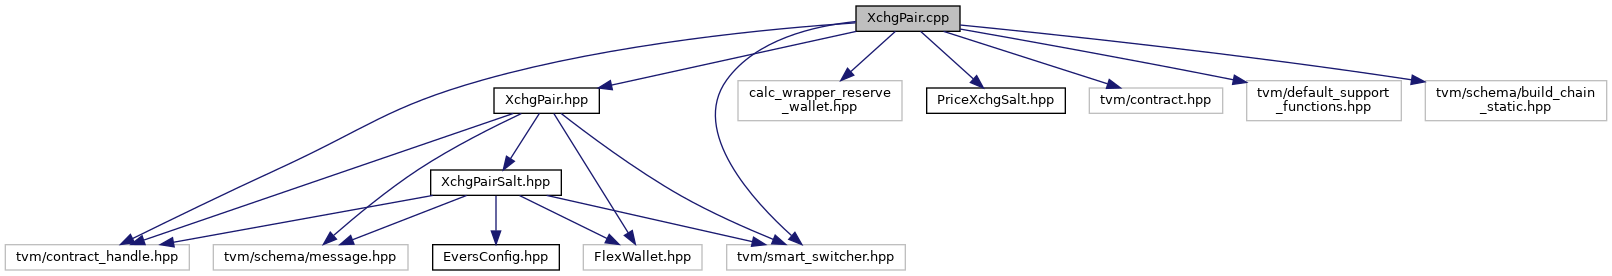 XchgPair.cpp
XchgPair.hpp
calc_wrapper_reserve
_wallet.hpp
PriceXchgSalt.hpp
tvm/contract.hpp
tvm/default_support
_functions.hpp
tvm/schema/build_chain
_static.hpp
XchgPairSalt.hpp
tvm/contract_handle.hpp
tvm/schema/message.hpp
EversConfig.hpp
FlexWallet.hpp
tvm/smart_switcher.hpp